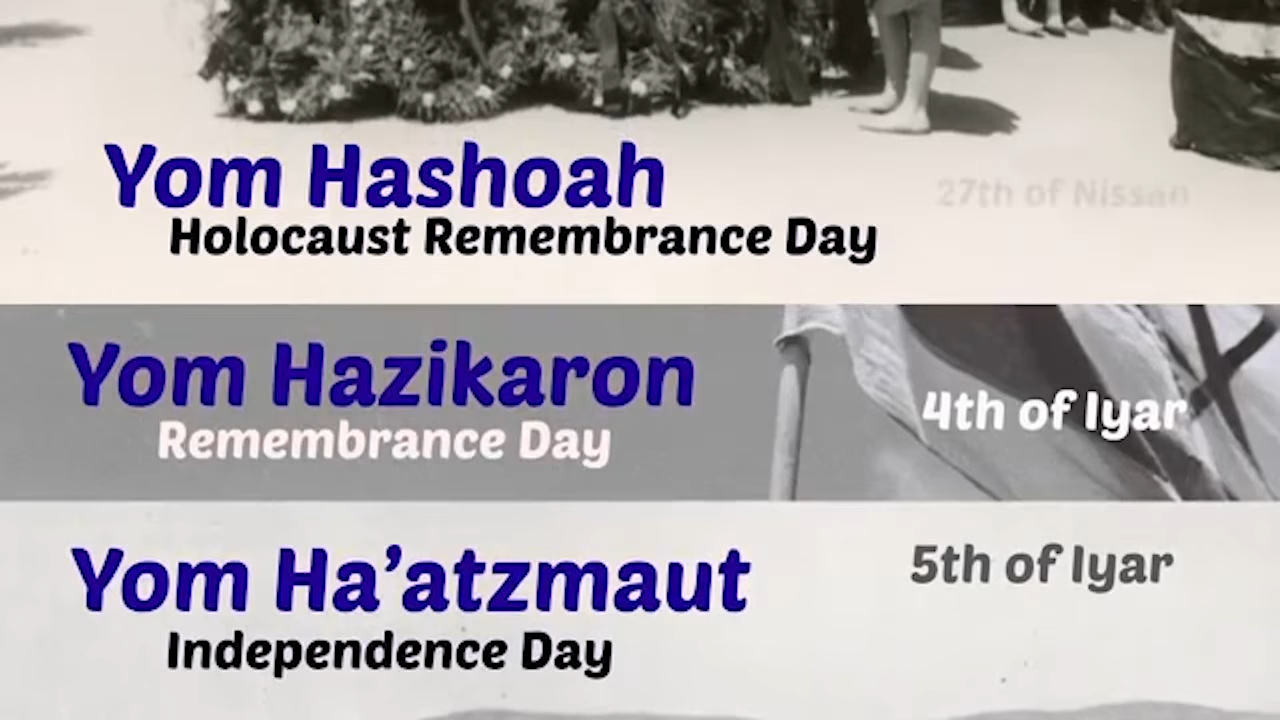 Yom Hashoah
Holocaust Remembrance Day
27th of Nissan
Yom Hazikaron
Remembrance Day
4th of Iyar
Yom Ha’atzmaut
Independence Day
5th of Iyar